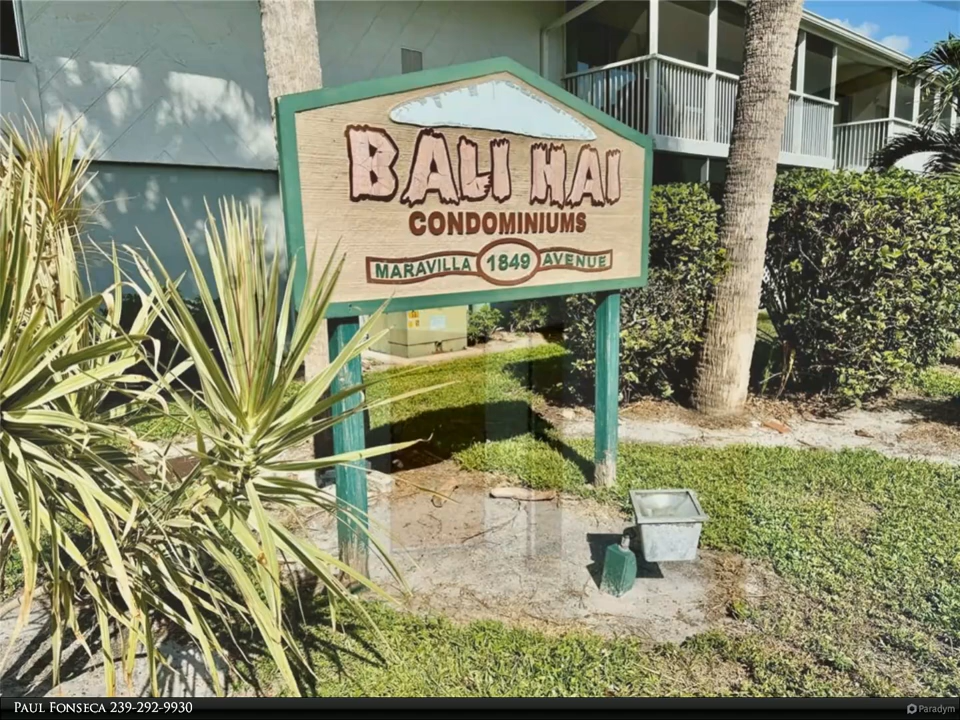 BALI HAI
CONDOMINIUMS
MARAVILLA 1849 AVENUE
PAUL FONSECA 239-292-9930
Paradym